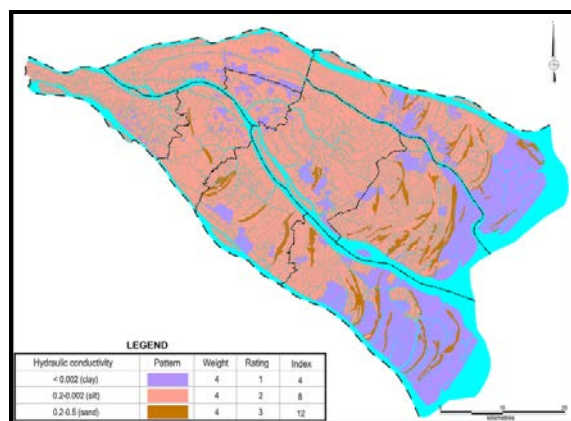 LEGEND
Hydraulic conductivity Pattern Weight Rating Index
< 0.002 (clay) 4 1 4
0.2-0.002 (silt) 4 2 8
0.2-0.5 (sand) 4 3 12
kilometres